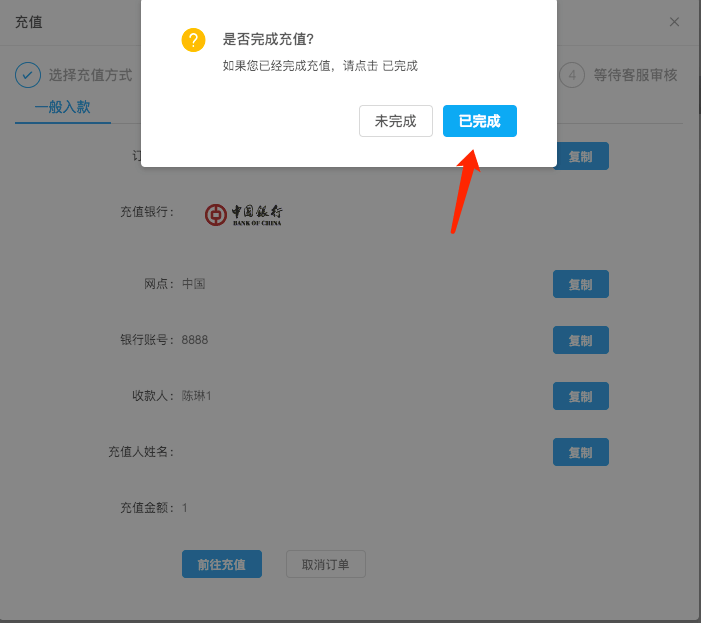 充值
是否完成充值?
如果您已经完成充值，请点击 已完成
选择充值方式
4 等待客服审核
一般入款
未完成
已完成
复制
充值银行：
中国银行
BANK OF CHINA
网点：中国
复制
银行账号：8888
复制
收款人：陈琳1
复制
充值人姓名：
复制
充值金额：1
前往充值
取消订单